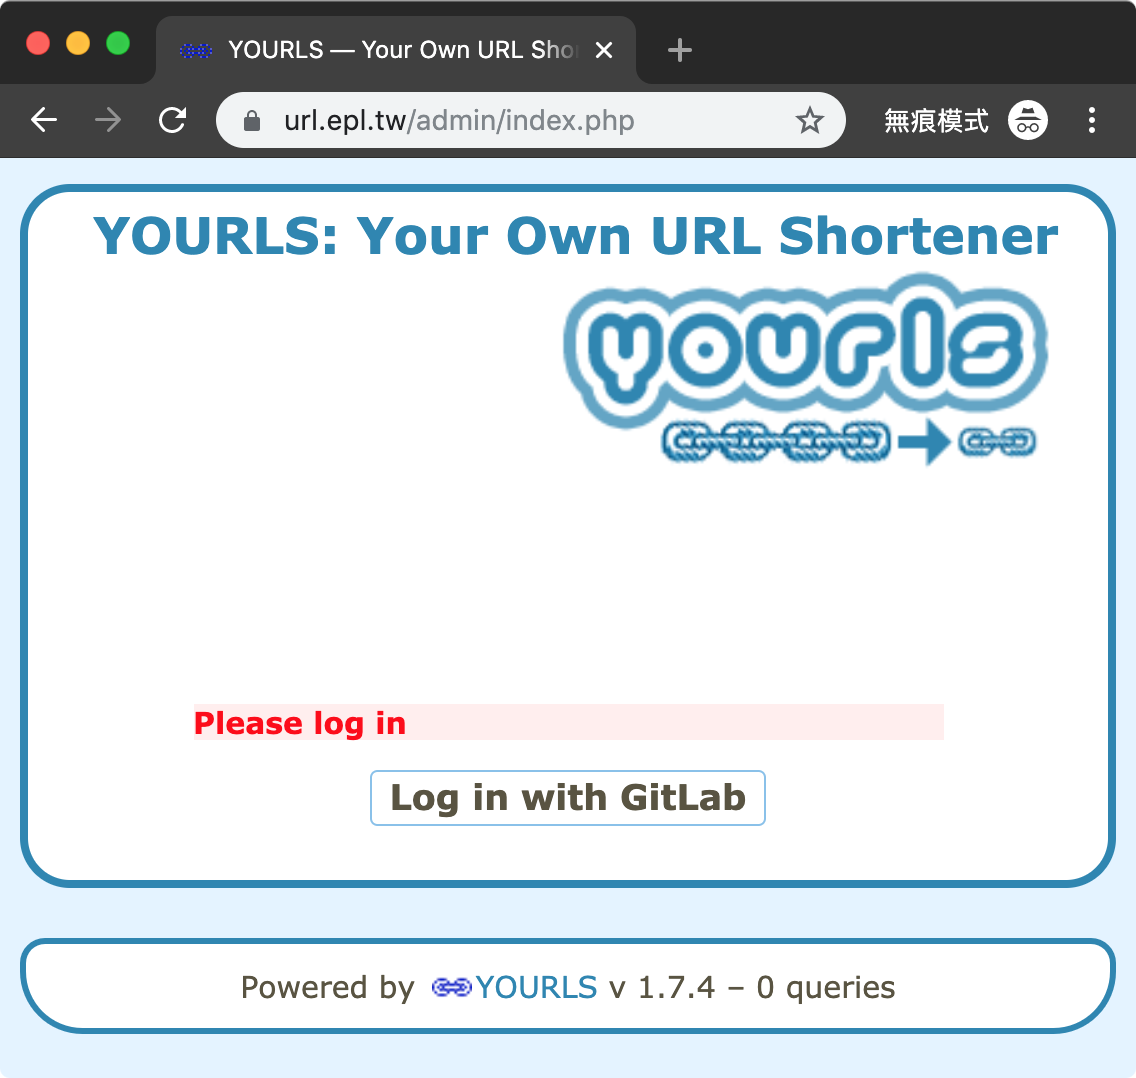 YOURLS — Your Own URL Sho
url.epl.tw/admin/index.php
無痕模式
YOURLS: Your Own URL Shortener
yourls
Please log in
Log in with GitLab
Powered by YOURLS v 1.7.4 – 0 queries